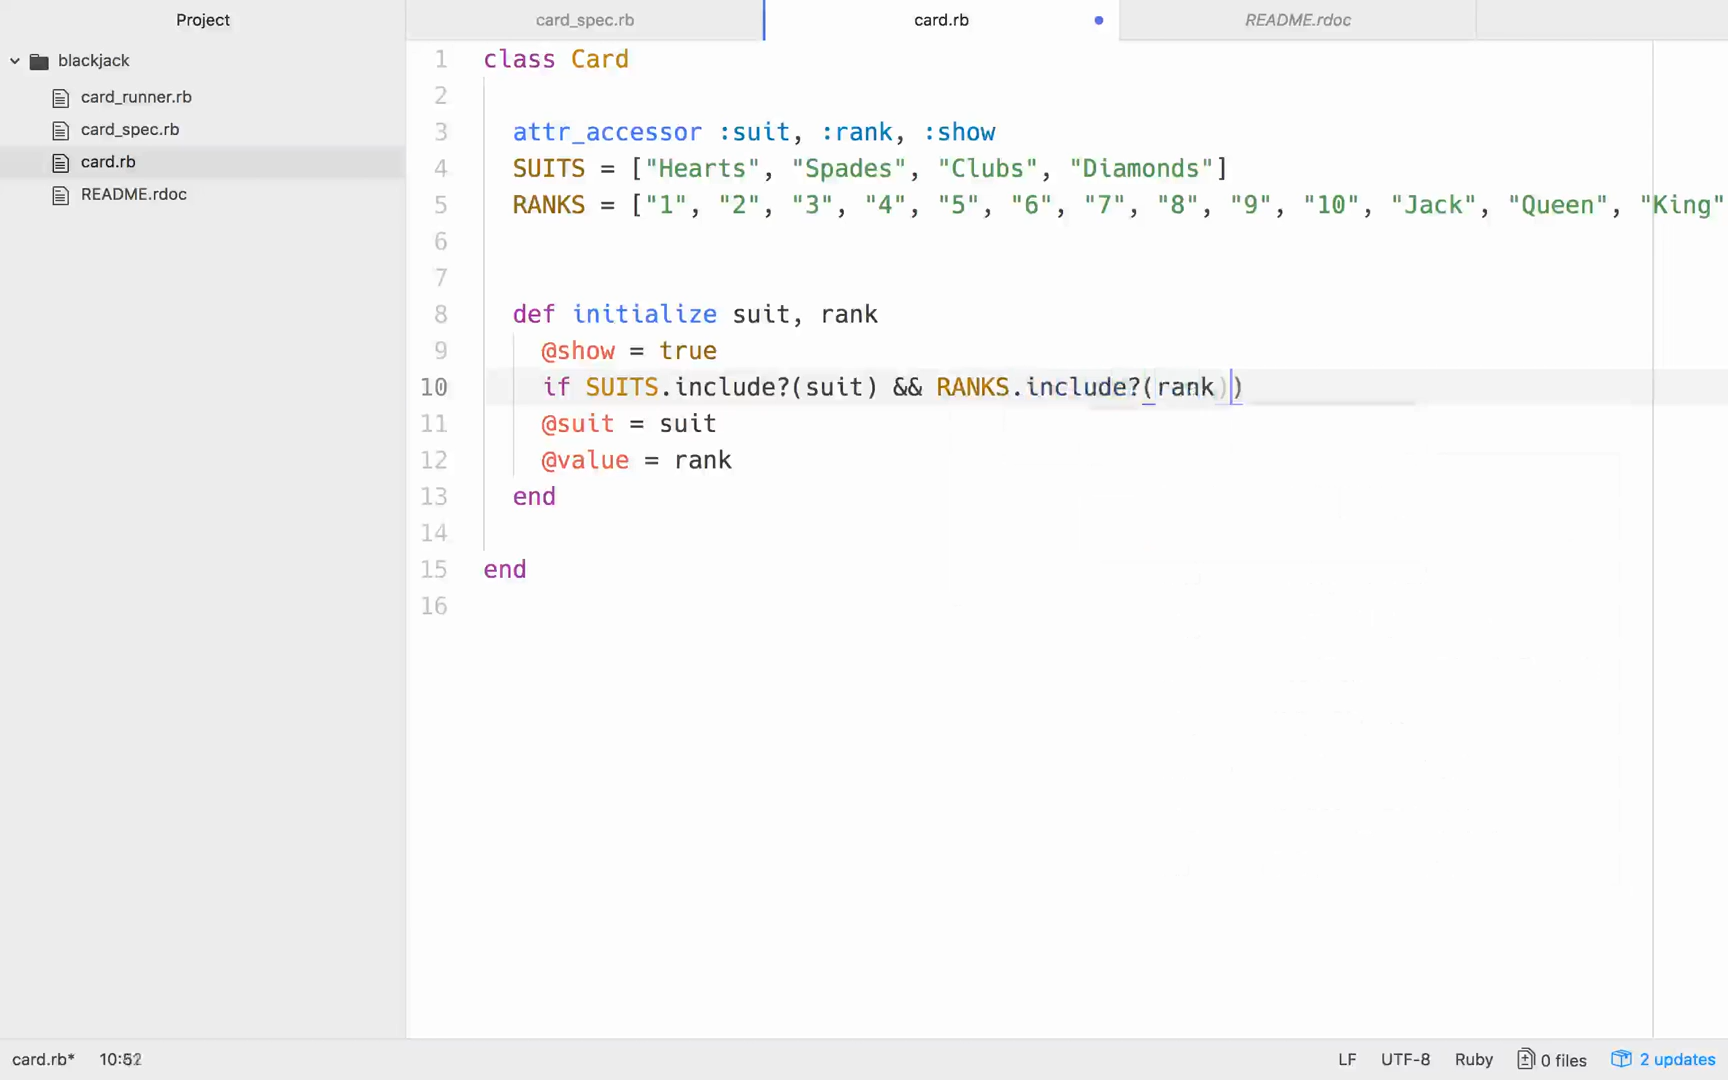 Project
card_spec.rb
card.rb
README.rdoc
blackjack
card_runner.rb
card_spec.rb
card.rb
README.rdoc
1 class Card
2
3 attr_accessor :suit, :rank, :show
4 SUITS = ["Hearts", "Spades", "Clubs", "Diamonds"]
5 RANKS = ["1", "2", "3", "4", "5", "6", "7", "8", "9", "10", "Jack", "Queen", "King"
6
7
8 def initialize suit, rank
9 @show = true
10 if SUITS.include?(suit) && RANKS.include?(rank)
11 @suit = suit
12 @value = rank
13 end
14
15 end
16
card.rb*
LF UTF-8 Ruby 0 files 2 updates